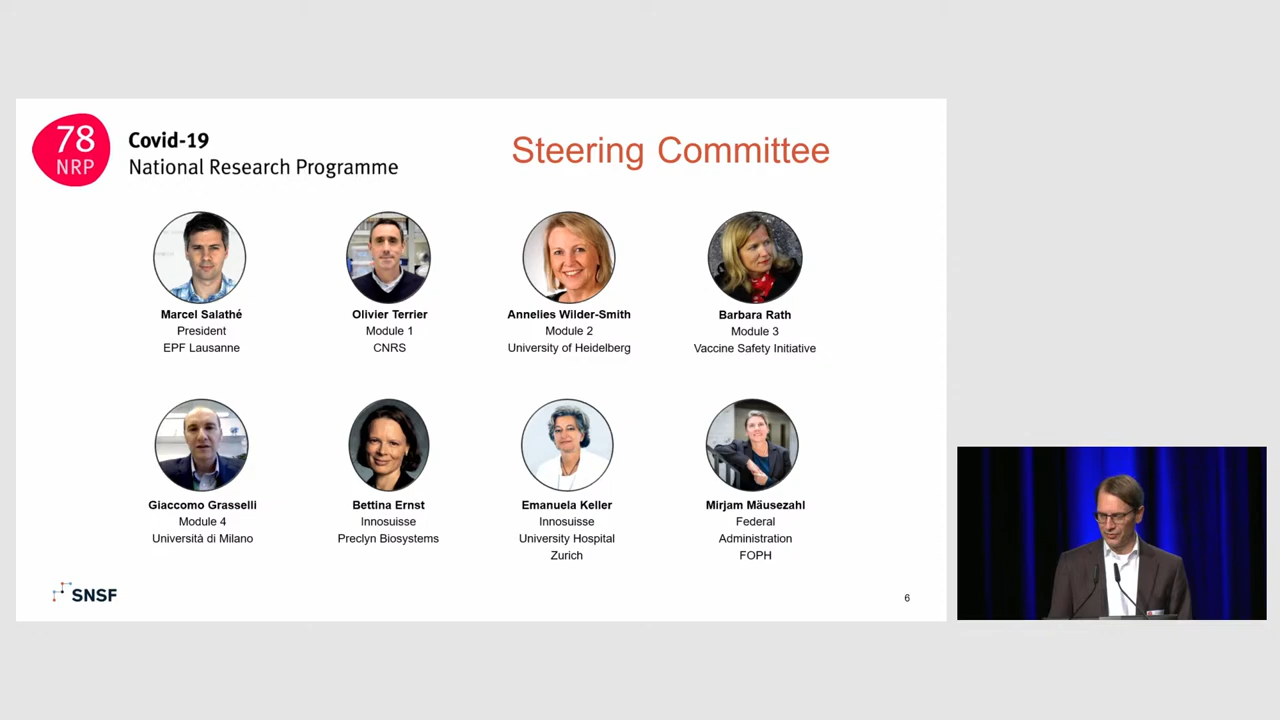 78
NRP
Covid-19
National Research Programme
Steering Committee
Marcel Salathé
President
EPF Lausanne
Olivier Terrier
Module 1
CNRS
Annelies Wilder-Smith
Module 2
University of Heidelberg
Barbara Rath
Module 3
Vaccine Safety Initiative
Giaccomo Grasselli
Module 4
Università di Milano
Bettina Ernst
Innosuisse
Preclyn Biosystems
Emanuela Keller
Innosuisse
University Hospital
Zurich
Mirjam Mäusezahl
Federal
Administration
FOPH
SNSF
6